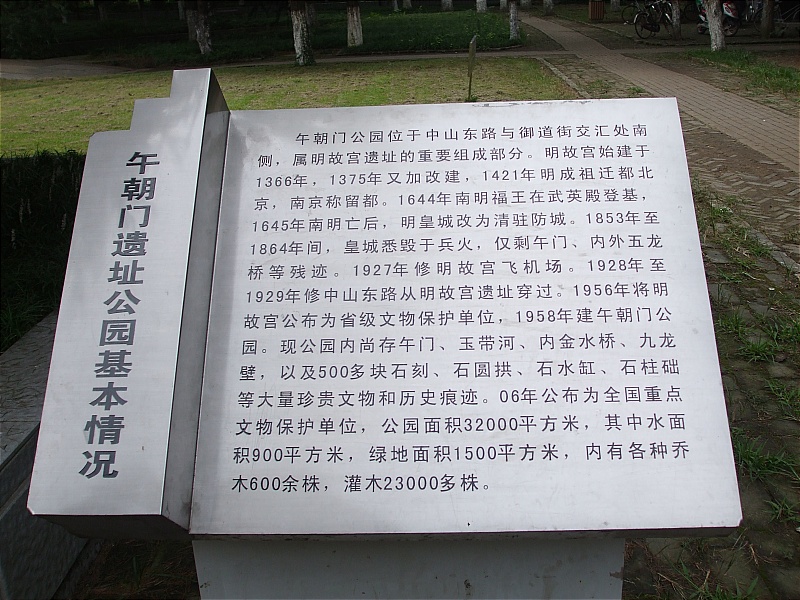 午朝门遗址公园基本情况
午朝门公园位于中山东路与御道街交汇处南
侧，属明故宫遗址的重要组成部分。明故宫始建于
1366年，1375年又加改建，1421年明成祖迁都北
京，南京称留都。1644年南明福王在武英殿登基，
1645年南明亡后，明皇城改为清驻防城。1853年至
1864年间，皇城悉毁于兵火，仅剩午门、内外五龙
桥等残迹。1927年修明故宫飞机场。1928年至
1929年修中山东路从明故宫遗址穿过。1956年将明
故宫公布为省级文物保护单位，1958年建午朝门公
园。现公园内尚存午门、玉带河、内金水桥、九龙
壁，以及500多块石刻、石圆拱、石水缸、石柱础
等大量珍贵文物和历史痕迹。06年公布为全国重点
文物保护单位，公园面积32000平方米，其中水面
积900平方米，绿地面积1500平方米，内有各种乔
木600余株，灌木23000多株。